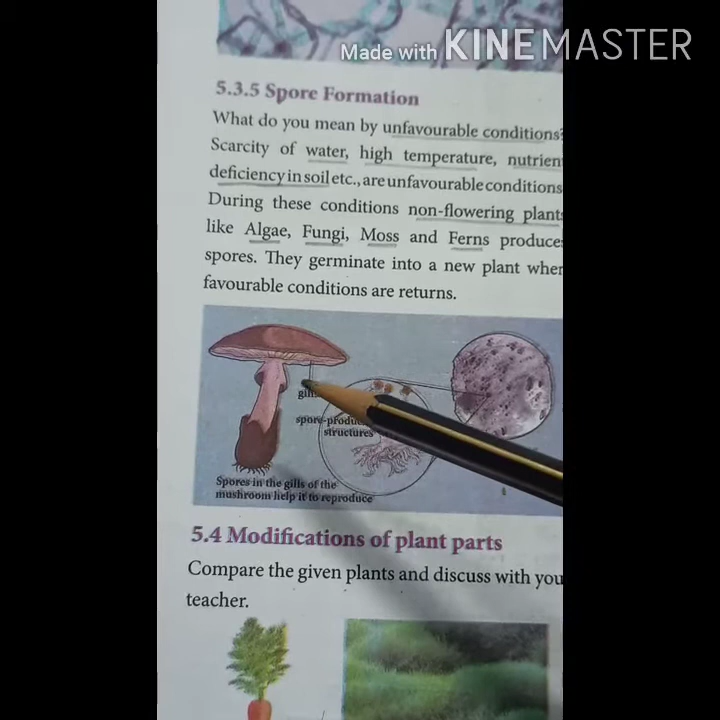 Made with KINEMASTER
5.3.5 Spore Formation
What do you mean by unfavourable conditions?
Scarcity of water, high temperature, nutrien
deficiency in soil etc., are unfavourable conditions
During these conditions non-flowering plant
like Algae, Fungi, Moss and Ferns produce
spores. They germinate into a new plant when
favourable conditions are returns.
gills
spore-produ
structures
Spores in the gills of the
mushroom help it to reproduce
5.4 Modifications of plant parts
Compare the given plants and discuss with you
teacher.